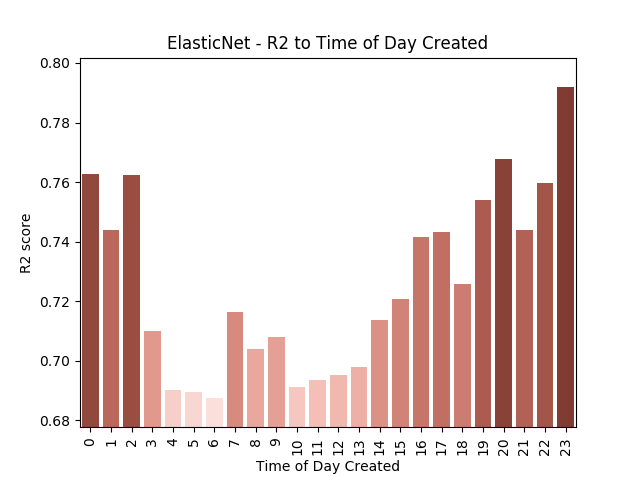 ElasticNet - R2 to Time of Day Created
R2 score
0.80
0.78
0.76
0.74
0.72
0.70
0.68
0 1 2 3 4 5 6 7 8 9 10 11 12 13 14 15 16 17 18 19 20 21 22 23
Time of Day Created